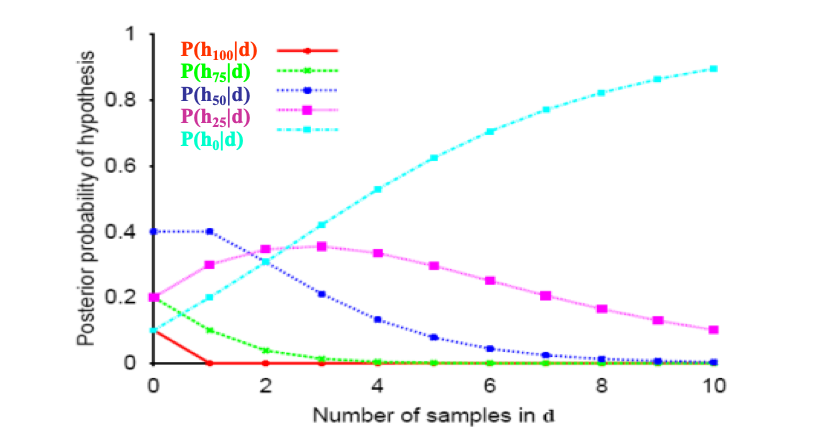 Posterior probability of hypothesis
1
0.8
0.6
0.4
0.2
0
P(h₁₀₀|d)
P(h₇₅|d)
P(h₅₀|d)
P(h₂₅|d)
P(h₀|d)
0 2 4 6 8 10
Number of samples in d